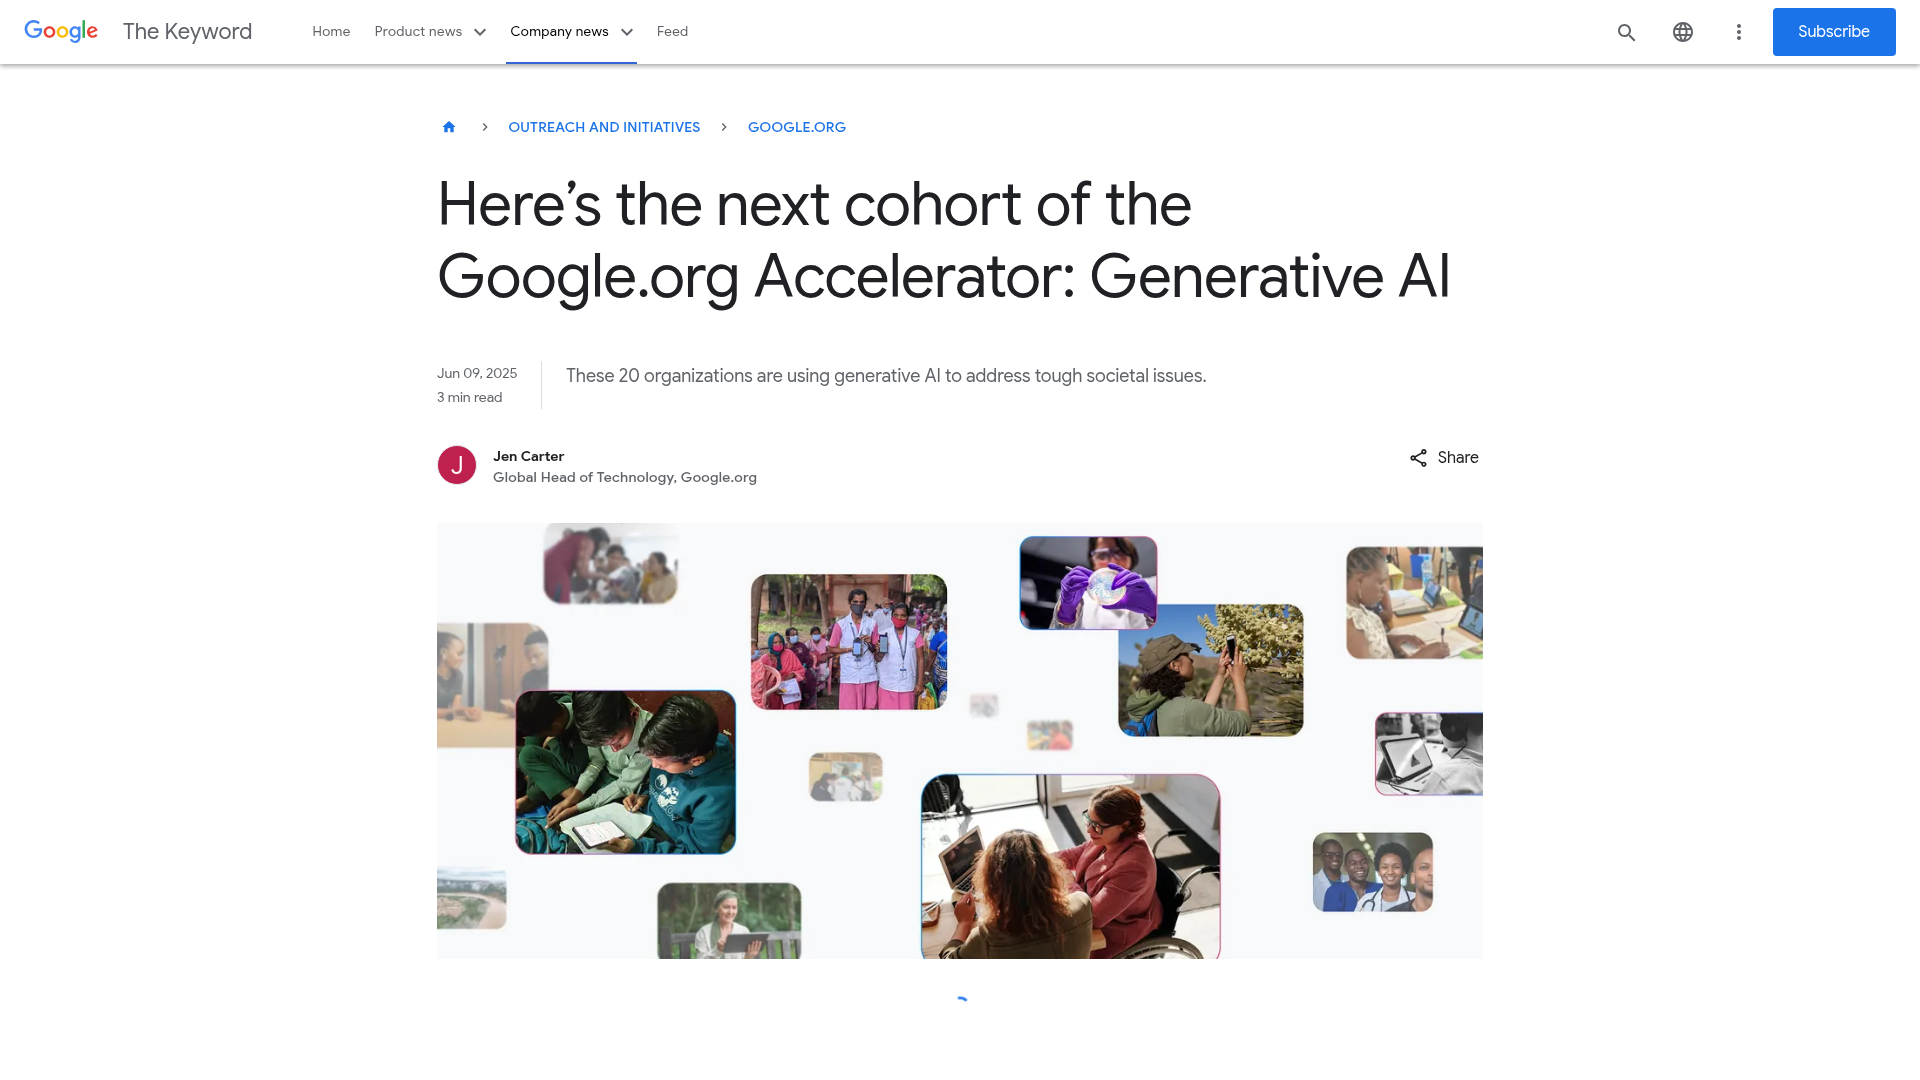 Google The Keyword Home Product news Company news Feed Subscribe
OUTREACH AND INITIATIVES GOOGLE.ORG
Here’s the next cohort of the
Google.org Accelerator: Generative AI
Jun 09, 2025
3 min read
These 20 organizations are using generative AI to address tough societal issues.
J
Jen Carter
Global Head of Technology, Google.org
Share